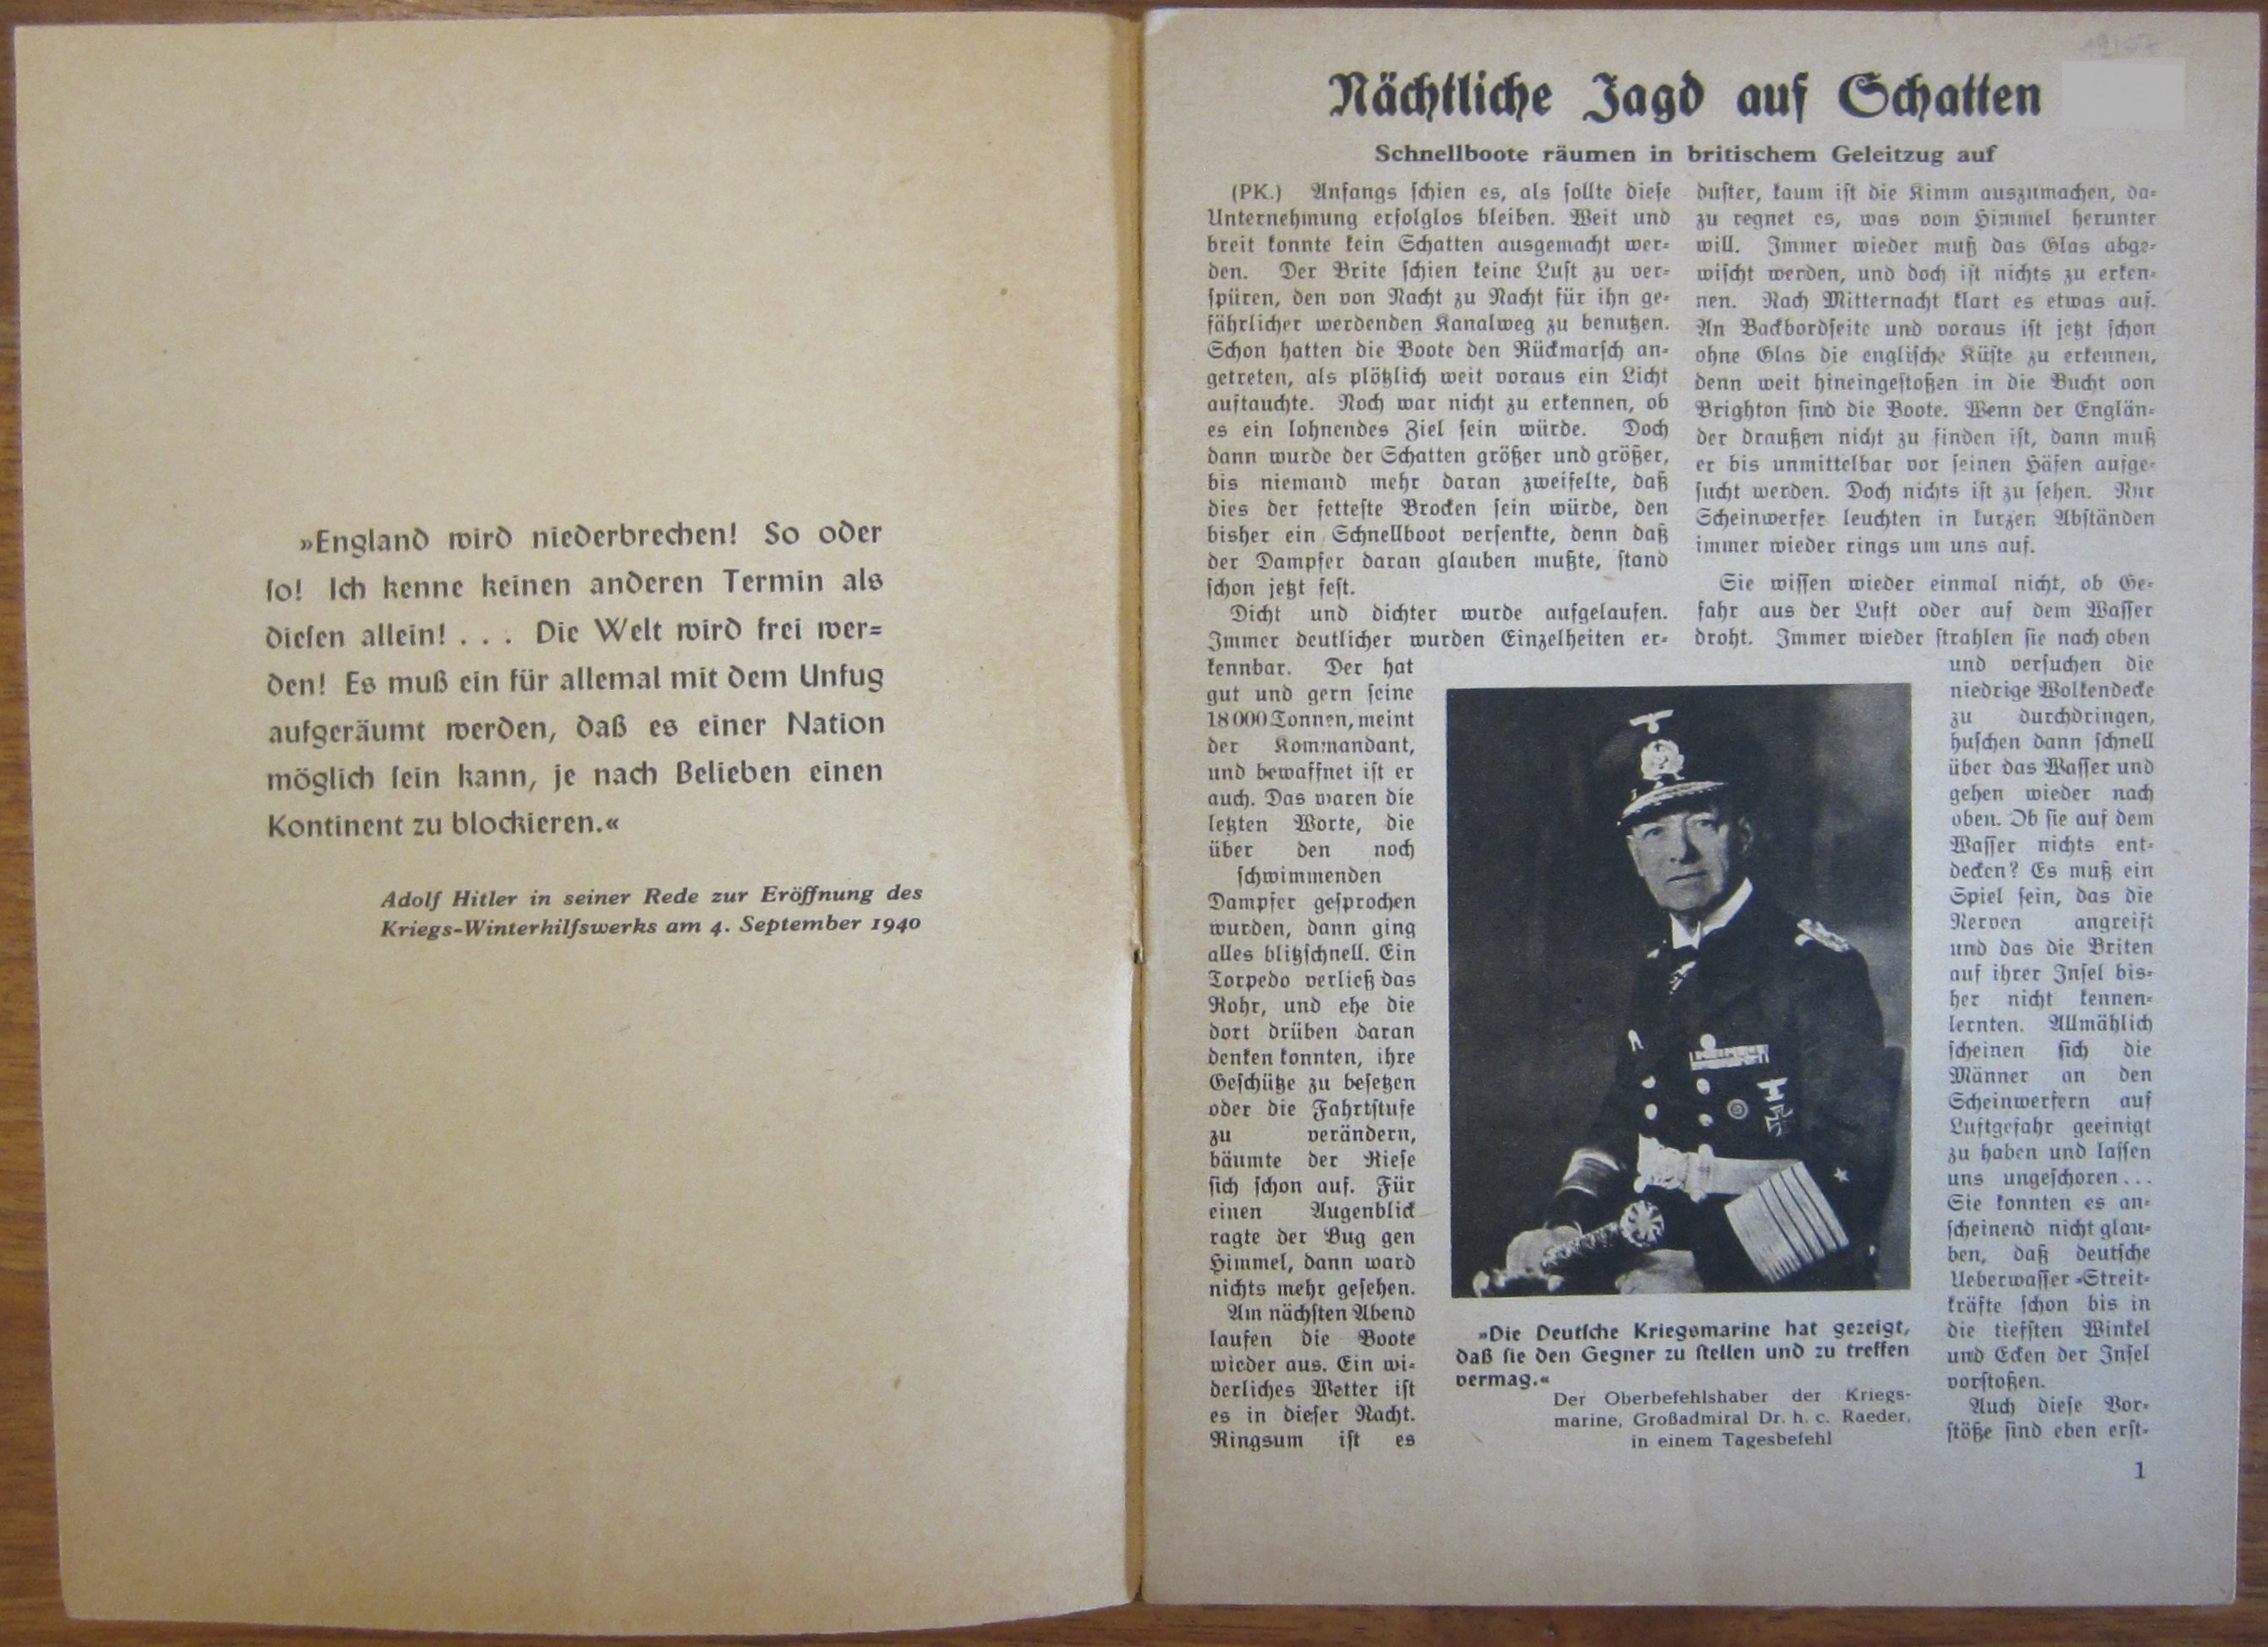 »England wird niederbrechen! So oder
so! Ich kenne keinen anderen Termin als
diesen allein! . . . Die Welt wird frei wer-
den! Es muß ein für allemal mit dem Unfug
aufgeräumt werden, daß es einer Nation
möglich sein kann, je nach Belieben einen
Kontinent zu blockieren.«
Adolf Hitler in seiner Rede zur Eröffnung des
Kriegs-Winterhilfswerks am 4. September 1940
Nächtliche Jagd auf Schatten
Schnellboote räumen in britischem Geleitzug auf
(PK.) Anfangs schien es, als sollte diese
Unternehmung erfolglos bleiben. Weit und
breit konnte kein Schatten ausgemacht wer-
den. Der Brite schien keine Lust zu ver-
spüren, den von Nacht zu Nacht für ihn ge-
fährlicher werdenden Kanalweg zu benutzen.
Schon hatten die Boote den Rückmarsch an-
getreten, als plötzlich weit voraus ein Licht
auftauchte. Noch war nicht zu erkennen, ob
es ein lohnendes Ziel sein würde. Doch
dann wurde der Schatten größer und größer,
bis niemand mehr daran zweifelte, daß
dies der fetteste Brocken sein würde, den
bisher ein Schnellboot versenkte, denn daß
der Dampfer daran glauben mußte, stand
schon jetzt fest.
Dicht und dichter wurde aufgelaufen.
Immer deutlicher wurden Einzelheiten er-
kennbar. Der hat
gut und gern seine
18 000 Tonnen, meint
der Kommandant,
und bewaffnet ist er
auch. Das waren die
letzten Worte, die
über den noch
schwimmenden
Dampfer gesprochen
wurden, dann ging
alles blitzschnell. Ein
Torpedo verließ das
Rohr, und ehe die
dort drüben daran
denken konnten, ihre
Geschütze zu besetzen
oder die Fahrtstufe
zu verändern,
bäumte der Riese
sich schon auf. Für
einen Augenblick
ragte der Bug gen
Himmel, dann ward
nichts mehr gesehen.
Am nächsten Abend
laufen die Boote
wieder aus. Ein wi-
derliches Wetter ist
es in dieser Nacht.
Ringsum ist es
duster, kaum ist die Kimm auszumachen, da-
zu regnet es, was vom Himmel herunter
will. Immer wieder muß das Glas abge-
wischt werden, und doch ist nichts zu erken-
nen. Nach Mitternacht klart es etwas auf.
An Backbordseite und voraus ist jetzt schon
ohne Glas die englische Küste zu erkennen,
denn weit hineingestoßen in die Bucht von
Brighton sind die Boote. Wenn der Englän-
der draußen nicht zu finden ist, dann muß
er bis unmittelbar vor seinen Häfen aufge-
sucht werden. Doch nichts ist zu sehen. Nur
Scheinwerfer leuchten in kurzen Abständen
immer wieder rings um uns auf.
Sie wissen wieder einmal nicht, ob Ge-
fahr aus der Luft oder auf dem Wasser
droht. Immer wieder strahlen sie nach oben
und versuchen die
niedrige Wolkendecke
zu durchdringen,
huschen dann schnell
über das Wasser und
gehen wieder nach
oben. Ob sie auf dem
Wasser nichts ent-
decken? Es muß ein
Spiel sein, das die
Nerven angreift
und das die Briten
auf ihrer Insel bis-
her nicht kennen-
lernten. Allmählich
scheinen sich die
Männer an den
Scheinwerfern auf
Luftgefahr geeinigt
zu haben und lassen
uns ungeschoren...
Sie konnten es an-
scheinend nicht glau-
ben, daß deutsche
Ueberwasser-Streit-
kräfte schon bis in
die tiefsten Winkel
und Ecken der Insel
vorstoßen.
Auch diese Vor-
stöße sind eben erst-
»Die Deutsche Kriegsmarine hat gezeigt,
daß sie den Gegner zu stellen und zu treffen
vermag.«
Der Oberbefehlshaber der Kriegs-
marine, Großadmiral Dr. h. c. Raeder,
in einem Tagesbefehl
1